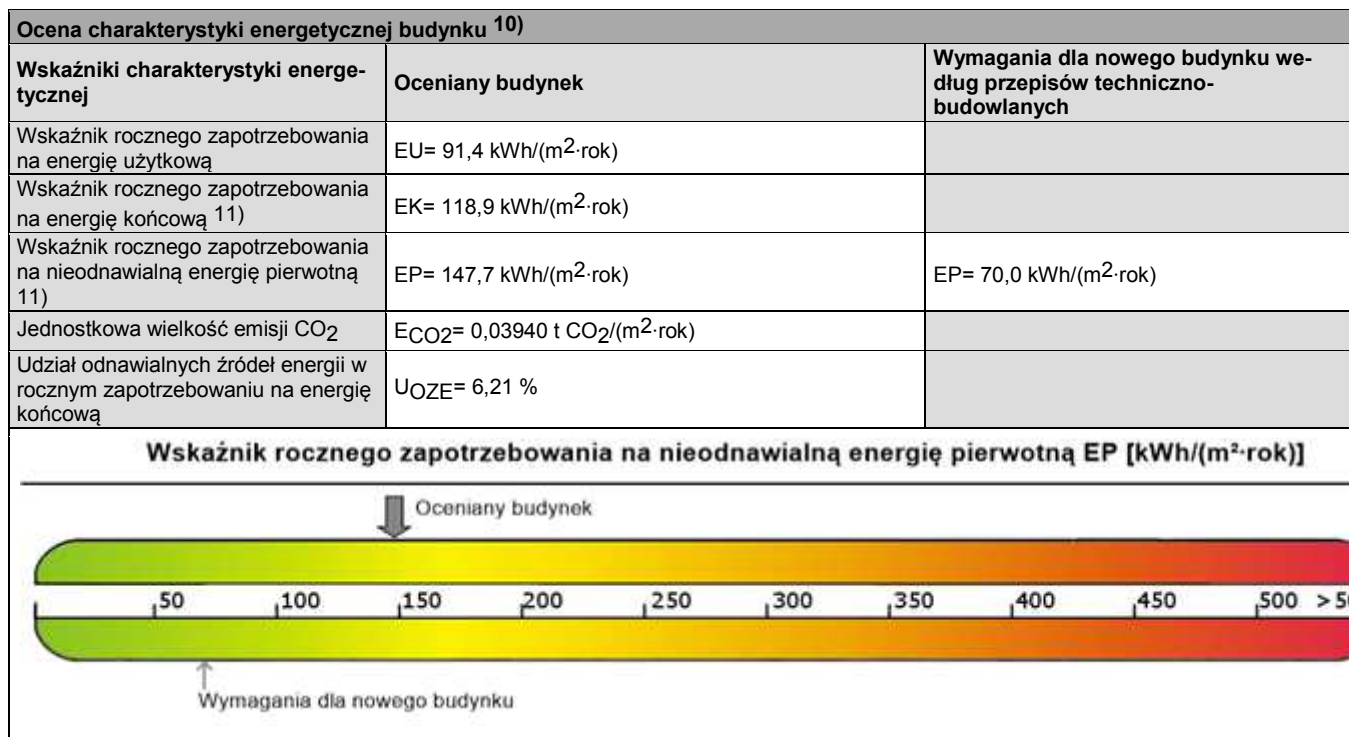 Ocena charakterystyki energetycznej budynku 10)
Wskaźniki charakterystyki energe-
tycznej
Oceniany budynek
Wymagania dla nowego budynku we-
dług przepisów techniczno-
budowlanych
Wskaźnik rocznego zapotrzebowania
na energię użytkową
EU= 91,4 kWh/(m2·rok)
Wskaźnik rocznego zapotrzebowania
na energię końcową 11)
EK= 118,9 kWh/(m2·rok)
Wskaźnik rocznego zapotrzebowania
na nieodnawialną energię pierwotną
11)
EP= 147,7 kWh/(m2·rok)
EP= 70,0 kWh/(m2·rok)
Jednostkowa wielkość emisji CO2
ECO2= 0,03940 t CO2/(m2·rok)
Udział odnawialnych źródeł energii w
rocznym zapotrzebowaniu na energię
końcową
UOZE= 6,21 %
Wskaźnik rocznego zapotrzebowania na nieodnawialną energię pierwotną EP [kWh/(m²·rok)]
Oceniany budynek
50 100 150 200 250 300 350 400 450 500 >5
Wymagania dla nowego budynku